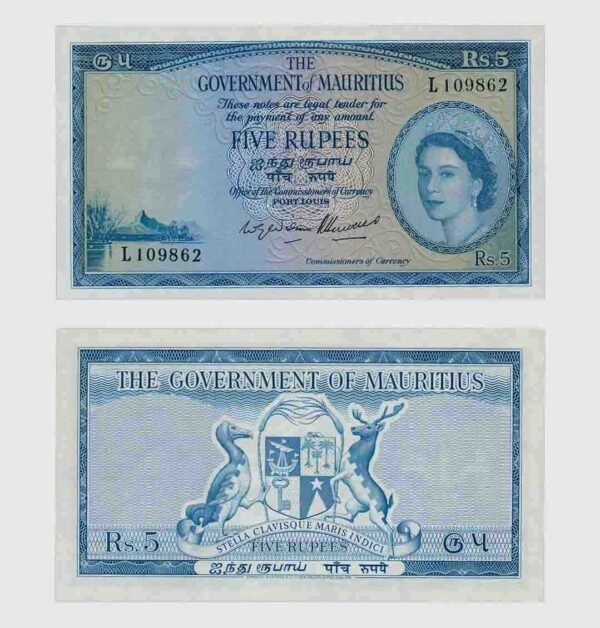 ௫ ५ Rs.5
THE
GOVERNMENT of MAURITIUS
L 109862
These notes are legal tender for
the payment of any amount
FIVE RUPEES
ஐந்து ரூபாய்
पाँच रुपये
Office of the Commissioners of Currency
PORT LOUIS
L 109862
Commissioners of Currency
Rs.5
THE GOVERNMENT OF MAURITIUS
STELLA CLAVISQUE MARIS INDICI
Rs.5 FIVE RUPEES
ஐந்து ரூபாய் पाँच रुपये